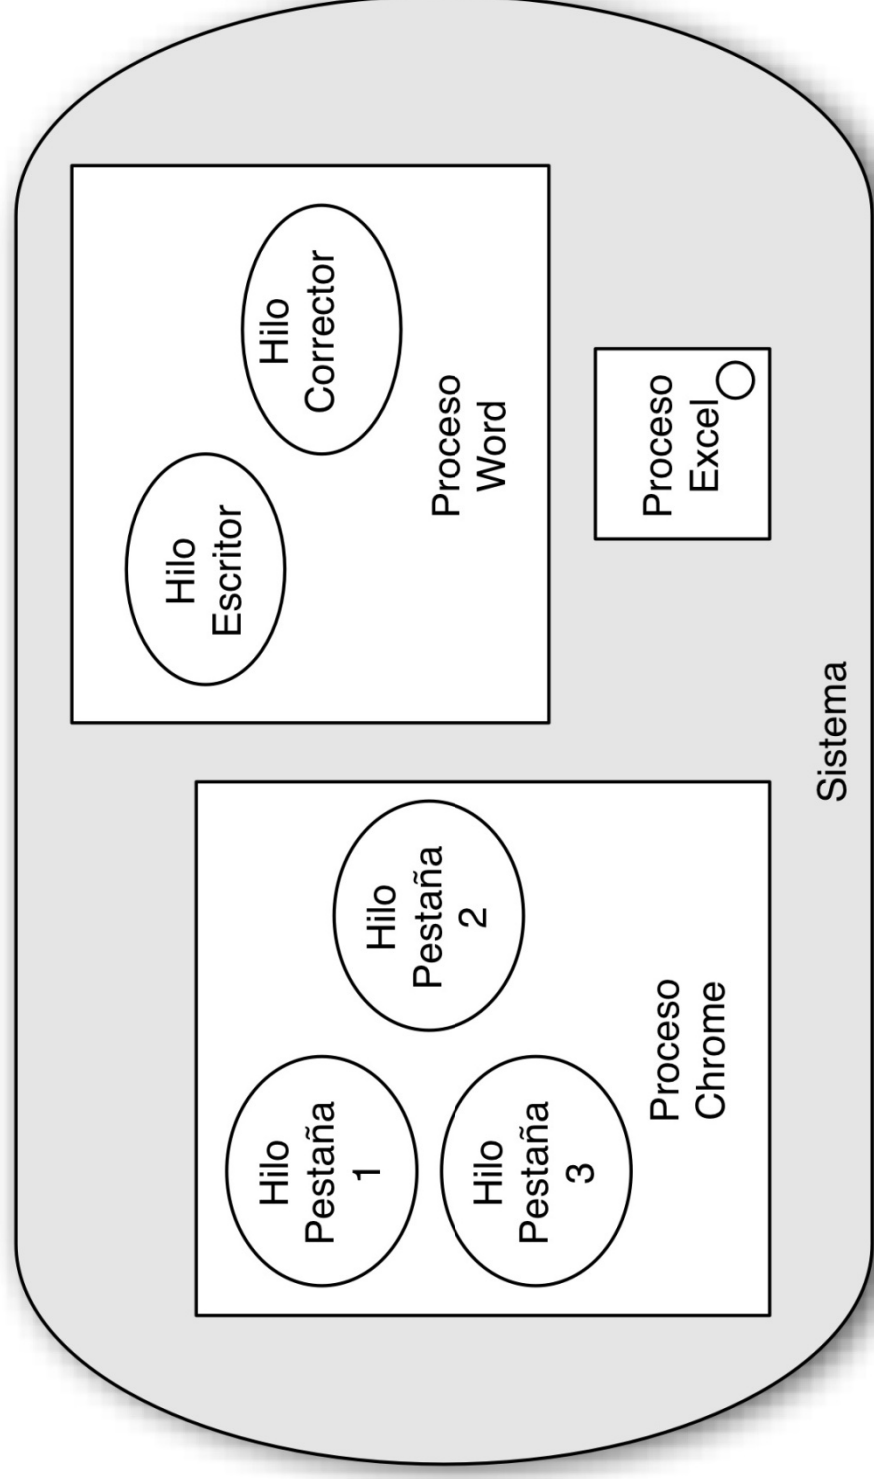 Hilo
Pestaña
1
Hilo
Pestaña
2
Hilo
Pestaña
3
Proceso
Chrome
Hilo
Escritor
Hilo
Corrector
Proceso
Word
Proceso
Excel
Sistema